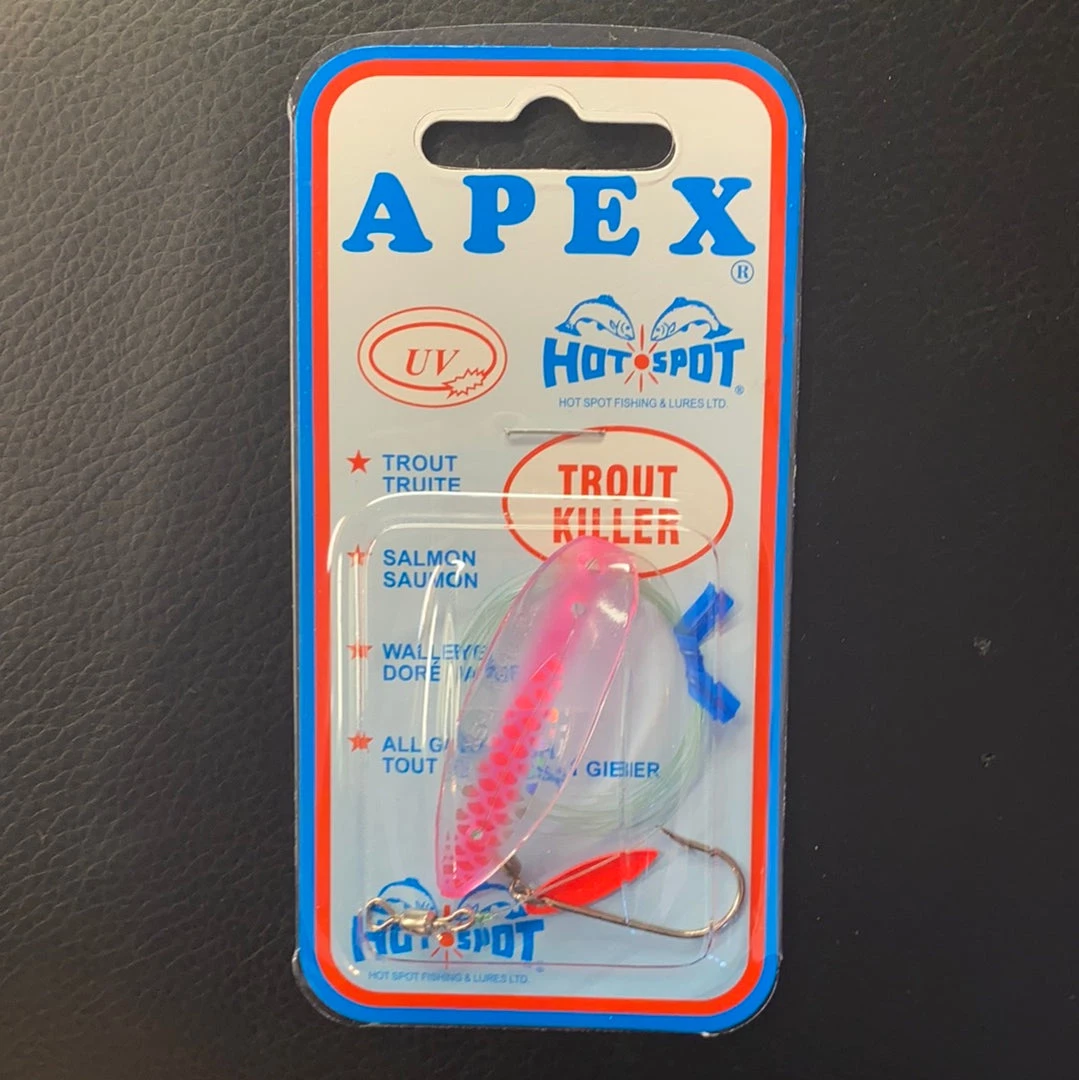 APEX
®
UV
HOT SPOT
®
HOT SPOT FISHING & LURES LTD.
TROUT
TRUITE
TROUT
KILLER
SALMON
SAUMON
WALLEYE
DORÉ
ALL
TOUT GIBIER
HOT SPOT
®
HOT SPOT FISHING & LURES LTD.